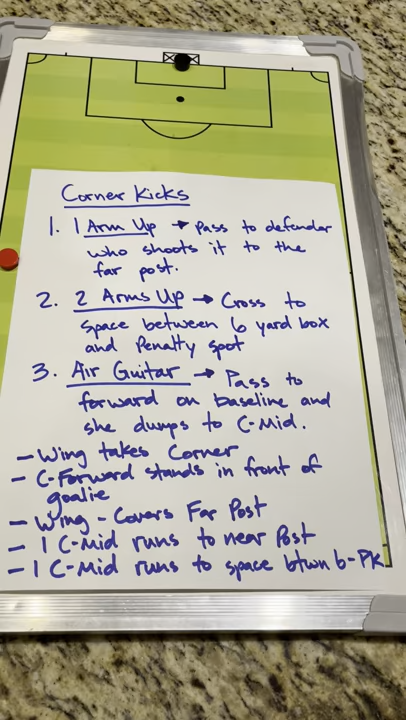 Corner Kicks
1. 1 Arm Up → Pass to defender
who shoots it to the
far post.
2. 2 Arms Up → Cross to
space between 6 yard box
and Penalty spot
3. Air Guitar → Pass to
forward on baseline and
she dumps to C-Mid.
- Wing takes Corner
- C-Forward stands in front of
goalie
- Wing - Covers Far Post
- 1 C-Mid runs to near Post
- 1 C-Mid runs to space btwn 6-PK